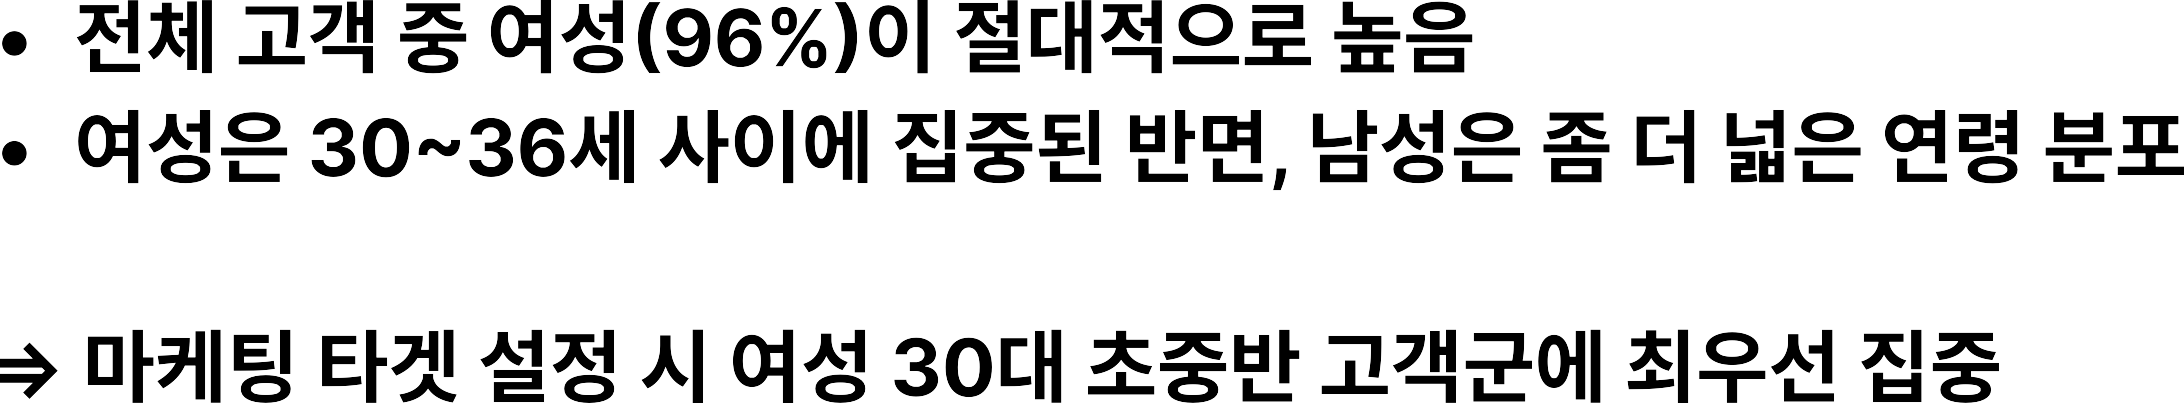 • 전체 고객 중 여성(96%)이 절대적으로 높음
• 여성은 30~36세 사이에 집중된 반면, 남성은 좀 더 넓은 연령 분포
⇒ 마케팅 타겟 설정 시 여성 30대 초중반 고객군에 최우선 집중